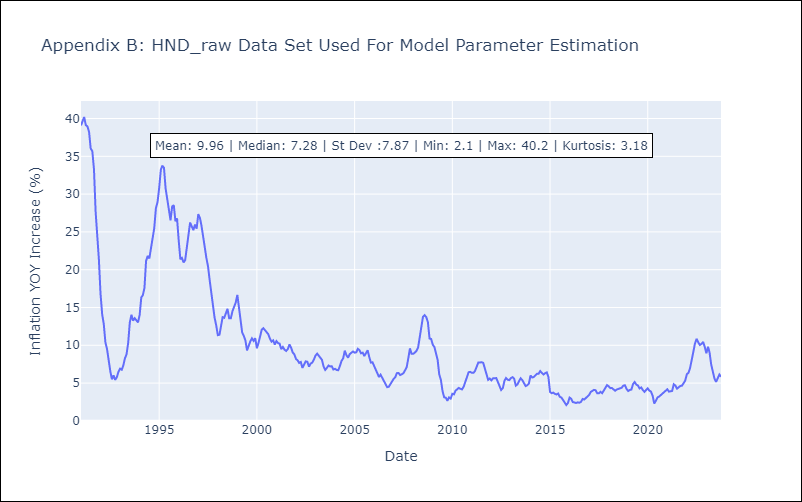 Appendix B: HND_raw Data Set Used For Model Parameter Estimation
Mean: 9.96 | Median: 7.28 | St Dev :7.87 | Min: 2.1 | Max: 40.2 | Kurtosis: 3.18
Inflation YOY Increase (%)
40
35
30
25
20
15
10
5
0
1995 2000 2005 2010 2015 2020
Date